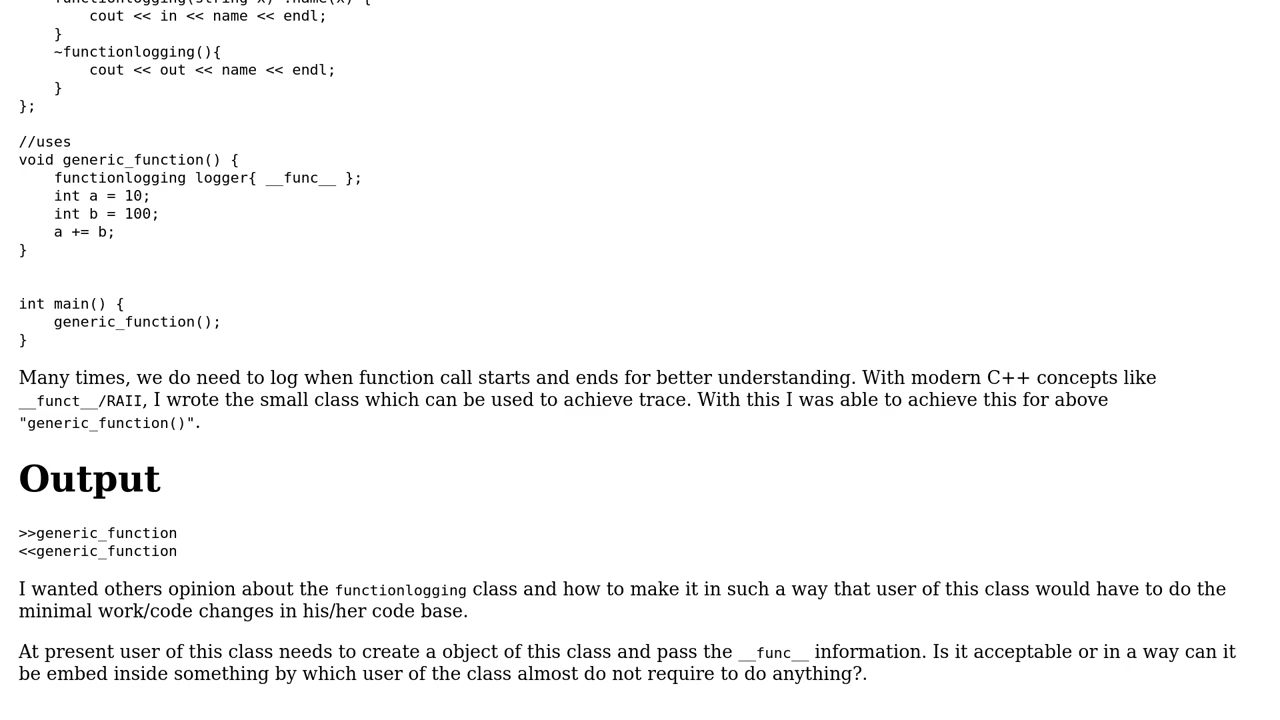 functionlogging(string x) :name(x) {
        cout << in << name << endl;
    }
    ~functionlogging(){
        cout << out << name << endl;
    }
};
//uses
void generic_function() {
    functionlogging logger{ __func__ };
    int a = 10;
    int b = 100;
    a += b;
}
int main() {
    generic_function();
}
Many times, we do need to log when function call starts and ends for better understanding. With modern C++ concepts like
__funct__/RAII, I wrote the small class which can be used to achieve trace. With this I was able to achieve this for above
"generic_function()".
Output
>>generic_function
<<generic_function
I wanted others opinion about the functionlogging class and how to make it in such a way that user of this class would have to do the
minimal work/code changes in his/her code base.
At present user of this class needs to create a object of this class and pass the __func__ information. Is it acceptable or in a way can it
be embed inside something by which user of the class almost do not require to do anything?.